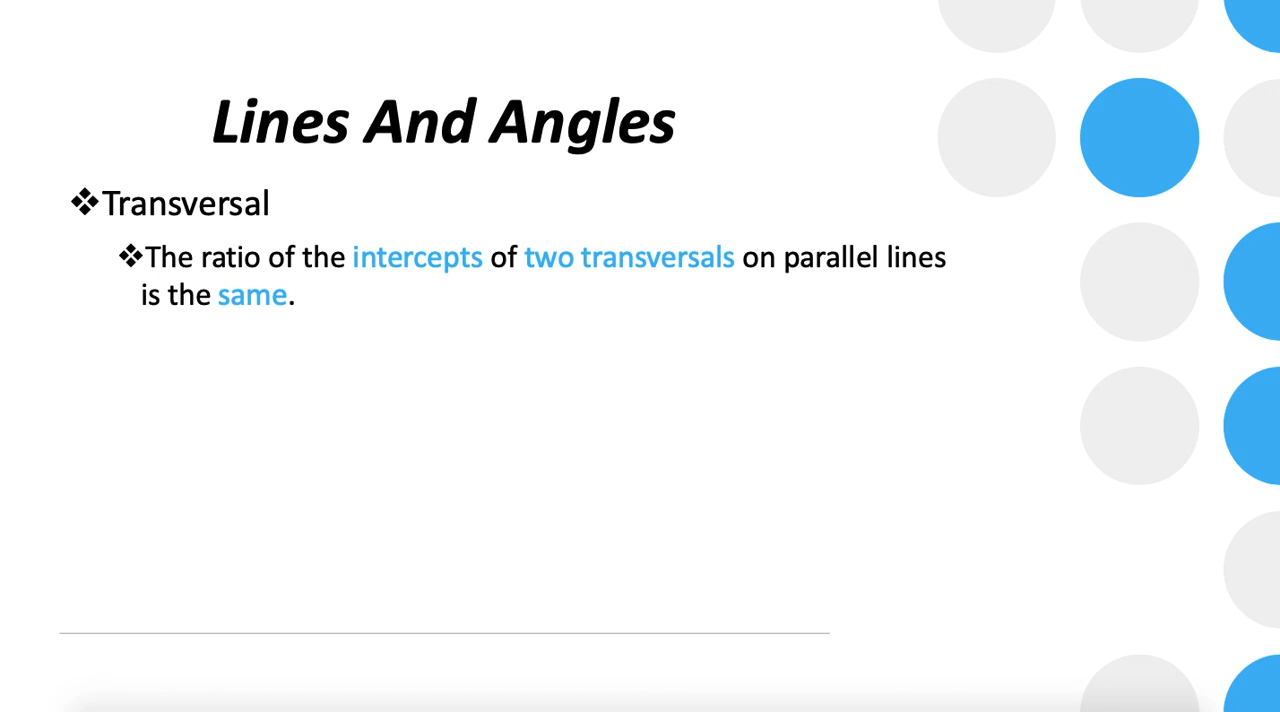 Lines And Angles
❖Transversal
❖The ratio of the intercepts of two transversals on parallel lines
is the same.